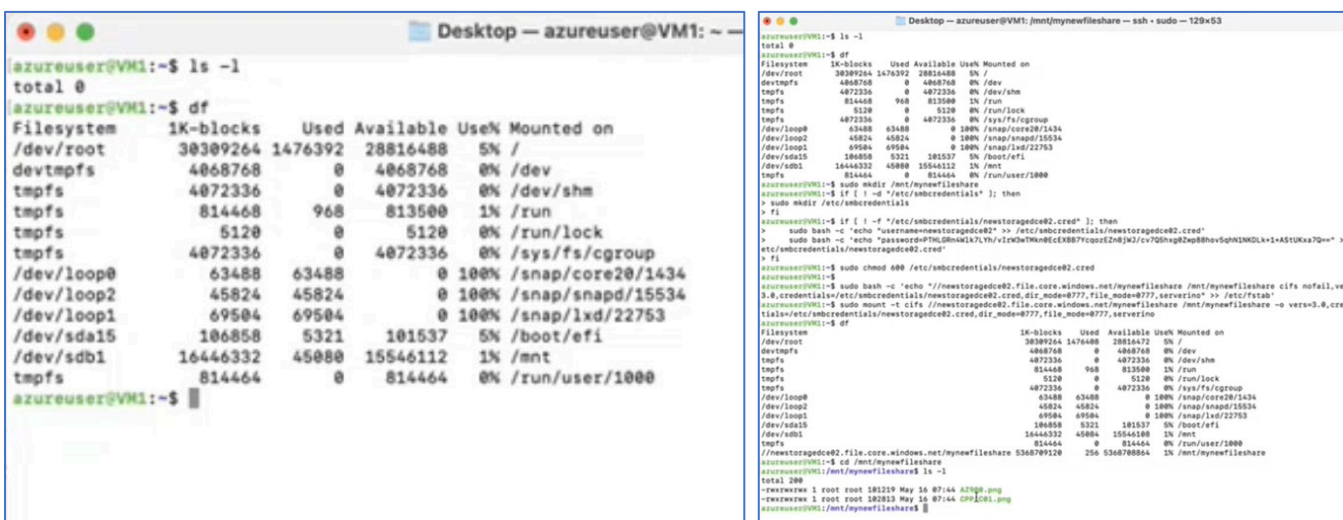 Desktop — azureuser@VM1: ~ —
azureuser@VM1:~$ ls -l
total 0
azureuser@VM1:~$ df
Filesystem 1K-blocks Used Available Use% Mounted on
/dev/root 30309264 1476392 28816488 5% /
devtmpfs 4068768 0 4068768 0% /dev
tmpfs 4072336 0 4072336 0% /dev/shm
tmpfs 814468 968 813500 1% /run
tmpfs 5120 0 5120 0% /run/lock
tmpfs 4072336 0 4072336 0% /sys/fs/cgroup
/dev/loop0 63488 63488 0 100% /snap/core20/1434
/dev/loop2 45824 45824 0 100% /snap/snapd/15534
/dev/loop1 69504 69504 0 100% /snap/lxd/22753
/dev/sda15 106858 5321 101537 5% /boot/efi
/dev/sdb1 16446332 45080 15546112 1% /mnt
tmpfs 814464 0 814464 0% /run/user/1000
azureuser@VM1:~$
Desktop — azureuser@VM1: /mnt/mynewfileshare — ssh • sudo — 129×53
azureuser@VM1:~$ ls -l
total 0
azureuser@VM1:~$ df
Filesystem 1K-blocks Used Available Use% Mounted on
/dev/root 30309264 1476392 28816488 5% /
devtmpfs 4068768 0 4068768 0% /dev
tmpfs 4072336 0 4072336 0% /dev/shm
tmpfs 814468 968 813500 1% /run
tmpfs 5120 0 5120 0% /run/lock
tmpfs 4072336 0 4072336 0% /sys/fs/cgroup
/dev/loop0 63488 63488 0 100% /snap/core20/1434
/dev/loop2 45824 45824 0 100% /snap/snapd/15534
/dev/loop1 69504 69504 0 100% /snap/lxd/22753
/dev/sda15 106858 5321 101537 5% /boot/efi
/dev/sdb1 16446332 45080 15546112 1% /mnt
tmpfs 814464 0 814464 0% /run/user/1000
azureuser@VM1:~$ sudo mkdir /mnt/mynewfileshare
azureuser@VM1:~$ if [ ! -d "/etc/smbcredentials" ]; then
> sudo mkdir /etc/smbcredentials
> fi
azureuser@VM1:~$ if [ ! -f "/etc/smbcredentials/newstoragedce02.cred" ]; then
> sudo bash -c 'echo "username=newstoragedce02" >> /etc/smbcredentials/newstoragedce02.cred'
> sudo bash -c 'echo >
etc/smbcredentials/newstoragedce02.cred'
> fi
azureuser@VM1:~$ sudo chmod 600 /etc/smbcredentials/newstoragedce02.cred
azureuser@VM1:~$
azureuser@VM1:~$ sudo bash -c 'echo "//newstoragedce02.file.core.windows.net/mynewfileshare /mnt/mynewfileshare cifs nofail,ve
3.0,credentials=/etc/smbcredentials/newstoragedce02.cred,dir_mode=0777,file_mode=0777,serverino" >> /etc/fstab'
azureuser@VM1:~$ sudo mount -t cifs //newstoragedce02.file.core.windows.net/mynewfileshare /mnt/mynewfileshare -o vers=3.0,cre
tials=/etc/smbcredentials/newstoragedce02.cred,dir_mode=0777,file_mode=0777,serverino
azureuser@VM1:~$ df
Filesystem 1K-blocks Used Available Use% Mounted on
/dev/root 30309264 1476408 28816472 5% /
devtmpfs 4068768 0 4068768 0% /dev
tmpfs 4072336 0 4072336 0% /dev/shm
tmpfs 814468 968 813500 1% /run
tmpfs 5120 0 5120 0% /run/lock
tmpfs 4072336 0 4072336 0% /sys/fs/cgroup
/dev/loop0 63488 63488 0 100% /snap/core20/1434
/dev/loop2 45824 45824 0 100% /snap/snapd/15534
/dev/loop1 69504 69504 0 100% /snap/lxd/22753
/dev/sda15 106858 5321 101537 5% /boot/efi
/dev/sdb1 16446332 45084 15546108 1% /mnt
tmpfs 814464 0 814464 0% /run/user/1000
//newstoragedce02.file.core.windows.net/mynewfileshare 5368709120 256 5368708864 1% /mnt/mynewfileshare
azureuser@VM1:~$ cd /mnt/mynewfileshare
azureuser@VM1:/mnt/mynewfileshare$ ls -l
total 200
-rwxrwxrwx 1 root root 101219 May 16 07:44 AZ900.png
-rwxrwxrwx 1 root root 102813 May 16 07:44
azureuser@VM1:/mnt/mynewfileshare$